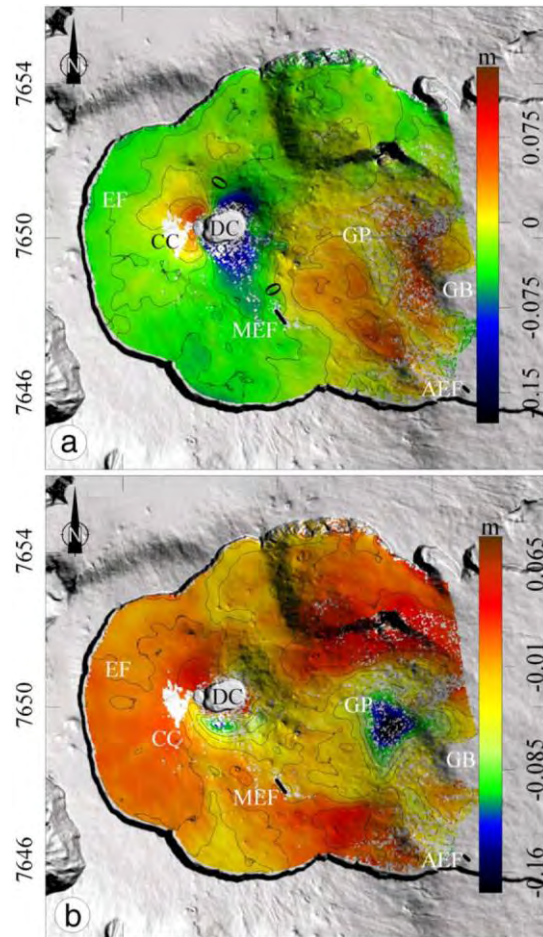 N
m
7654
0.075
0
EF
CC
DC
0
7650
GP
GB
-0.075
0
MEF
-0.15
7646
AEF
a
N
m
7654
0.065
-0.01
EF
CC
DC
7650
GP
GB
-0.085
MEF
-0.16
7646
AEF
b